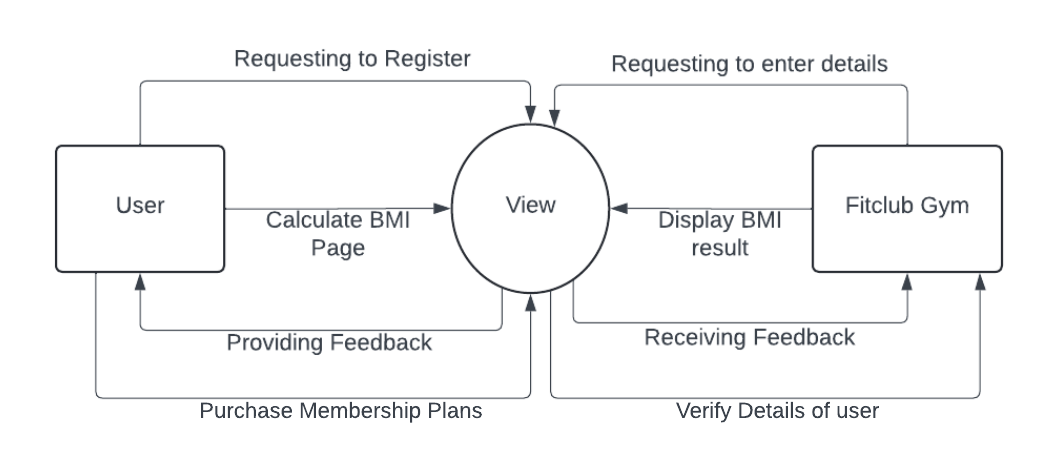 Requesting to Register
Requesting to enter details
User
View
Fitclub Gym
Calculate BMI
Page
Display BMI
result
Providing Feedback
Receiving Feedback
Purchase Membership Plans
Verify Details of user